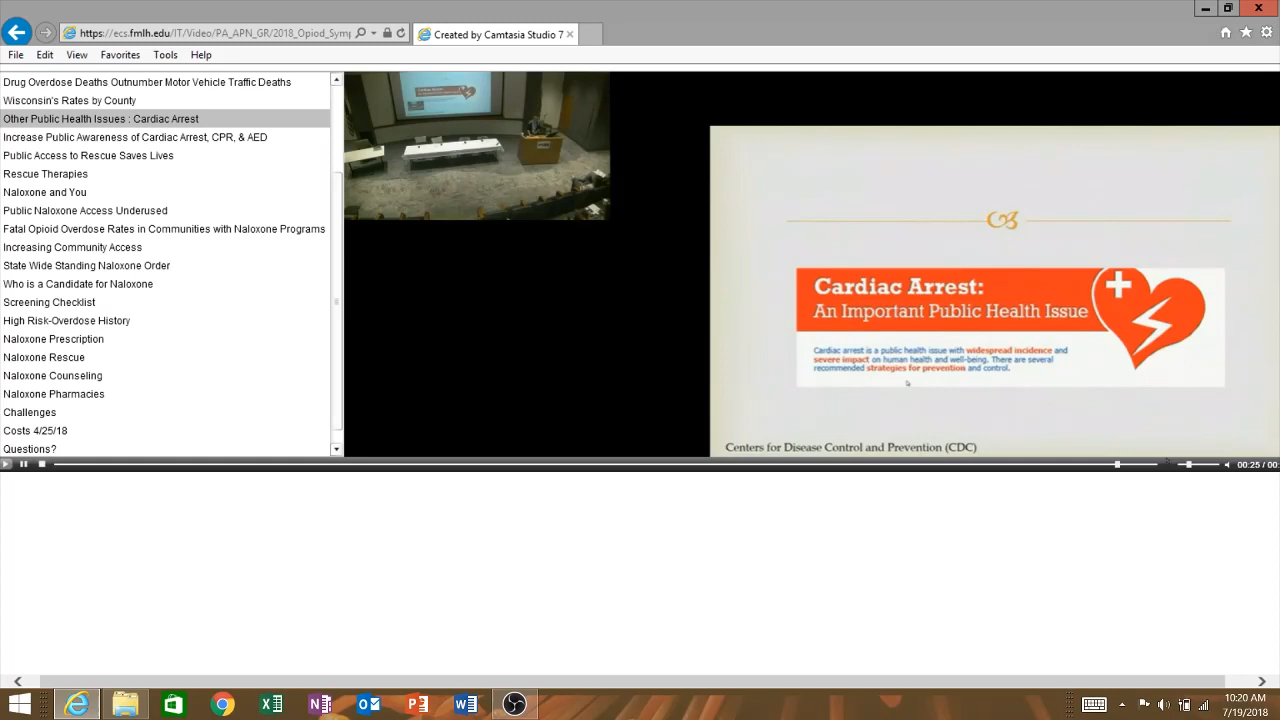 https://ecs.fmlh.edu/IT/Video/PA_APN_GR/2018_Opiod_Symp
Created by Camtasia Studio 7
File Edit View Favorites Tools Help
Drug Overdose Deaths Outnumber Motor Vehicle Traffic Deaths
Wisconsin's Rates by County
Other Public Health Issues : Cardiac Arrest
Increase Public Awareness of Cardiac Arrest, CPR, & AED
Public Access to Rescue Saves Lives
Rescue Therapies
Naloxone and You
Public Naloxone Access Underused
Fatal Opioid Overdose Rates in Communities with Naloxone Programs
Increasing Community Access
State Wide Standing Naloxone Order
Who is a Candidate for Naloxone
Screening Checklist
High Risk-Overdose History
Naloxone Prescription
Naloxone Rescue
Naloxone Counseling
Naloxone Pharmacies
Challenges
Costs 4/25/18
Questions?
Cardiac Arrest:
An Important Public Health Issue
Cardiac arrest is a public health issue with widespread incidence and
severe impact on human health and well-being. There are several
recommended strategies for prevention and control.
Centers for Disease Control and Prevention (CDC)
00:25 / 00:
10:20 AM
7/19/2018